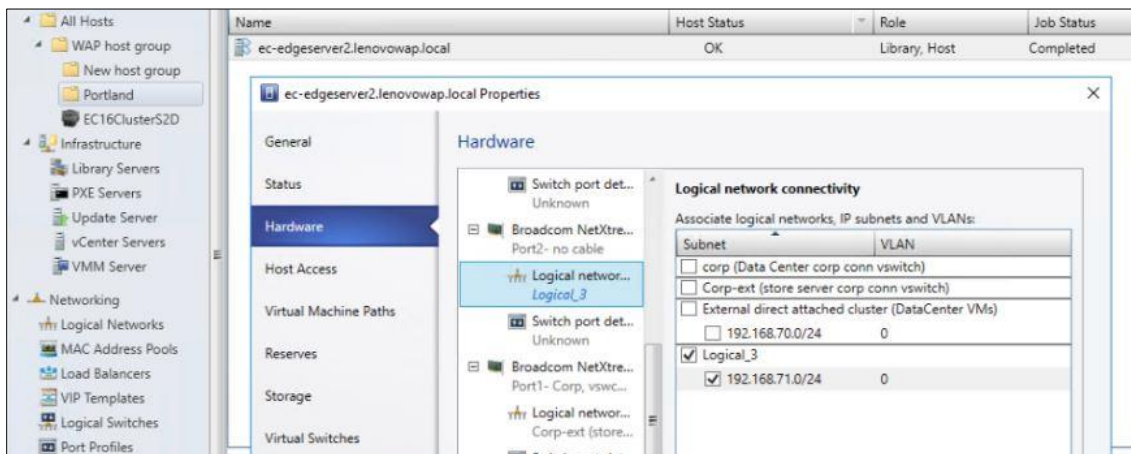 All Hosts
WAP host group
New host group
Portland
EC16ClusterS2D
Infrastructure
Library Servers
PXE Servers
Update Server
vCenter Servers
VMM Server
Networking
Logical Networks
MAC Address Pools
Load Balancers
VIP Templates
Logical Switches
Port Profiles
Name Host Status Role Job Status
ec-edgeserver2.lenovowap.local OK Library, Host Completed
ec-edgeserver2.lenovowap.local Properties
General
Status
Hardware
Host Access
Virtual Machine Paths
Reserves
Storage
Virtual Switches
Hardware
Switch port det...
Unknown
Broadcom NetXtre...
Port2- no cable
Logical networ...
Logical_3
Switch port det...
Unknown
Broadcom NetXtre...
Port1- Corp, vswc...
Logical networ...
Corp-ext (store...
Logical network connectivity
Associate logical networks, IP subnets and VLANs:
Subnet VLAN
corp (Data Center corp conn vswitch)
Corp-ext (store server corp conn vswitch)
External direct attached cluster (DataCenter VMs)
192.168.70.0/24 0
Logical_3
192.168.71.0/24 0